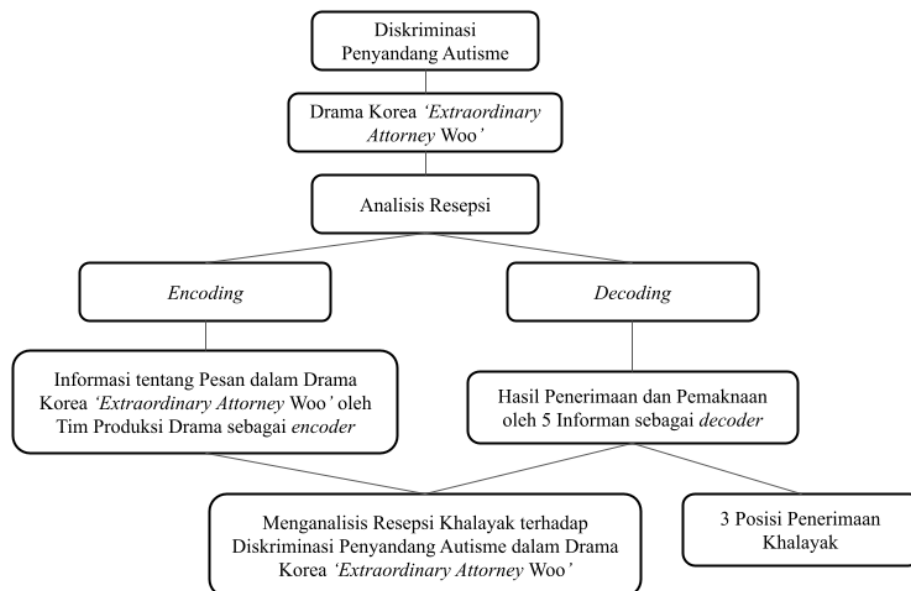 Diskriminasi
Penyandang Autisme
Drama Korea ‘Extraordinary
Attorney Woo’
Analisis Resepsi
Encoding
Decoding
Informasi tentang Pesan dalam Drama
Korea ‘Extraordinary Attorney Woo’ oleh
Tim Produksi Drama sebagai encoder
Hasil Penerimaan dan Pemaknaan
oleh 5 Informan sebagai decoder
Menganalisis Resepsi Khalayak terhadap
Diskriminasi Penyandang Autisme dalam Drama
Korea ‘Extraordinary Attorney Woo’
3 Posisi Penerimaan
Khalayak